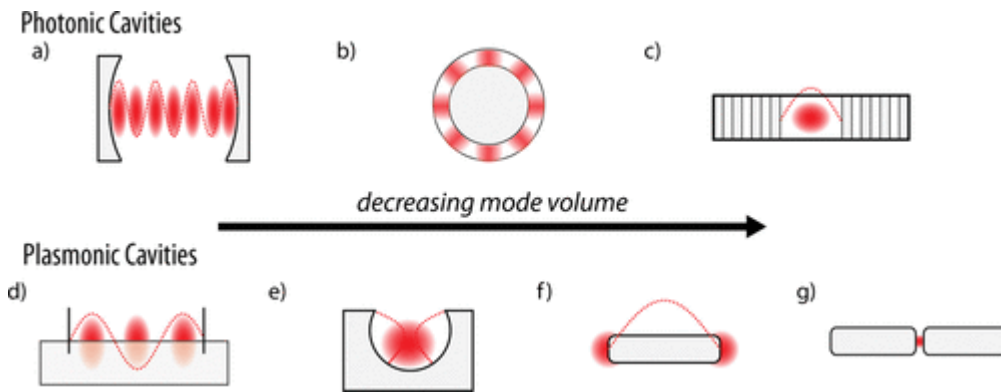 Photonic Cavities
a)
b)
c)
decreasing mode volume
Plasmonic Cavities
d)
e)
f)
g)